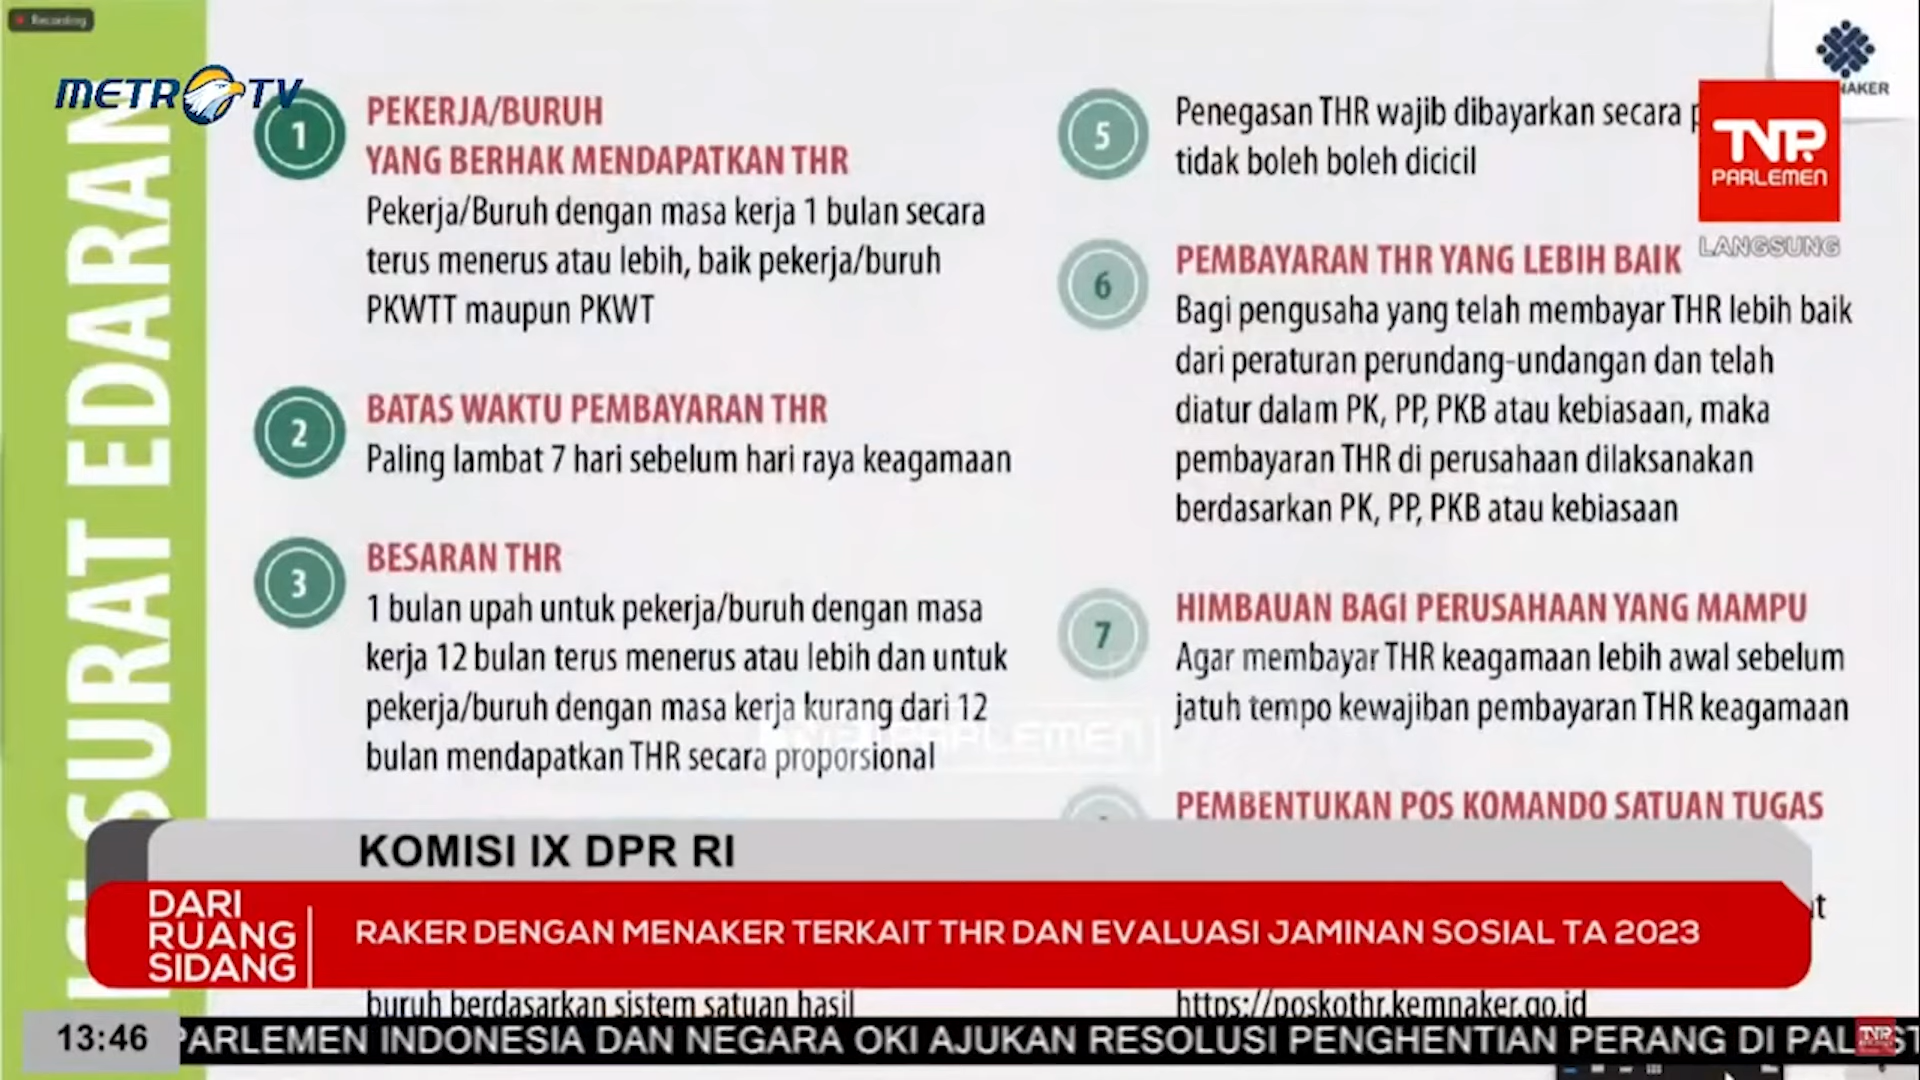 Recording
METRO TV
SURAT EDARAN
1
PEKERJA/BURUH
YANG BERHAK MENDAPATKAN THR
Pekerja/Buruh dengan masa kerja 1 bulan secara
terus menerus atau lebih, baik pekerja/buruh
PKWTT maupun PKWT
2
BATAS WAKTU PEMBAYARAN THR
Paling lambat 7 hari sebelum hari raya keagamaan
3
BESARAN THR
1 bulan upah untuk pekerja/buruh dengan masa
kerja 12 bulan terus menerus atau lebih dan untuk
pekerja/buruh dengan masa kerja kurang dari 12
bulan mendapatkan THR secara proporsional
buruh berdasarkan sistem satuan hasil
5
Penegasan THR wajib dibayarkan secara
tidak boleh boleh dicicil
6
PEMBAYARAN THR YANG LEBIH BAIK
Bagi pengusaha yang telah membayar THR lebih baik
dari peraturan perundang-undangan dan telah
diatur dalam PK, PP, PKB atau kebiasaan, maka
pembayaran THR di perusahaan dilaksanakan
berdasarkan PK, PP, PKB atau kebiasaan
7
HIMBAUAN BAGI PERUSAHAAN YANG MAMPU
Agar membayar THR keagamaan lebih awal sebelum
jatuh tempo kewajiban pembayaran THR keagamaan
PEMBENTUKAN POS KOMANDO SATUAN TUGAS
https://poskothr.kemnaker.go.id
NAKER
TVR
PARLEMEN
LANGSUNG
PARLEMEN
KOMISI IX DPR RI
DARI
RUANG
SIDANG
RAKER DENGAN MENAKER TERKAIT THR DAN EVALUASI JAMINAN SOSIAL TA 2023
13:46
PARLEMEN INDONESIA DAN NEGARA OKI AJUKAN RESOLUSI PENGHENTIAN PERANG DI PAL